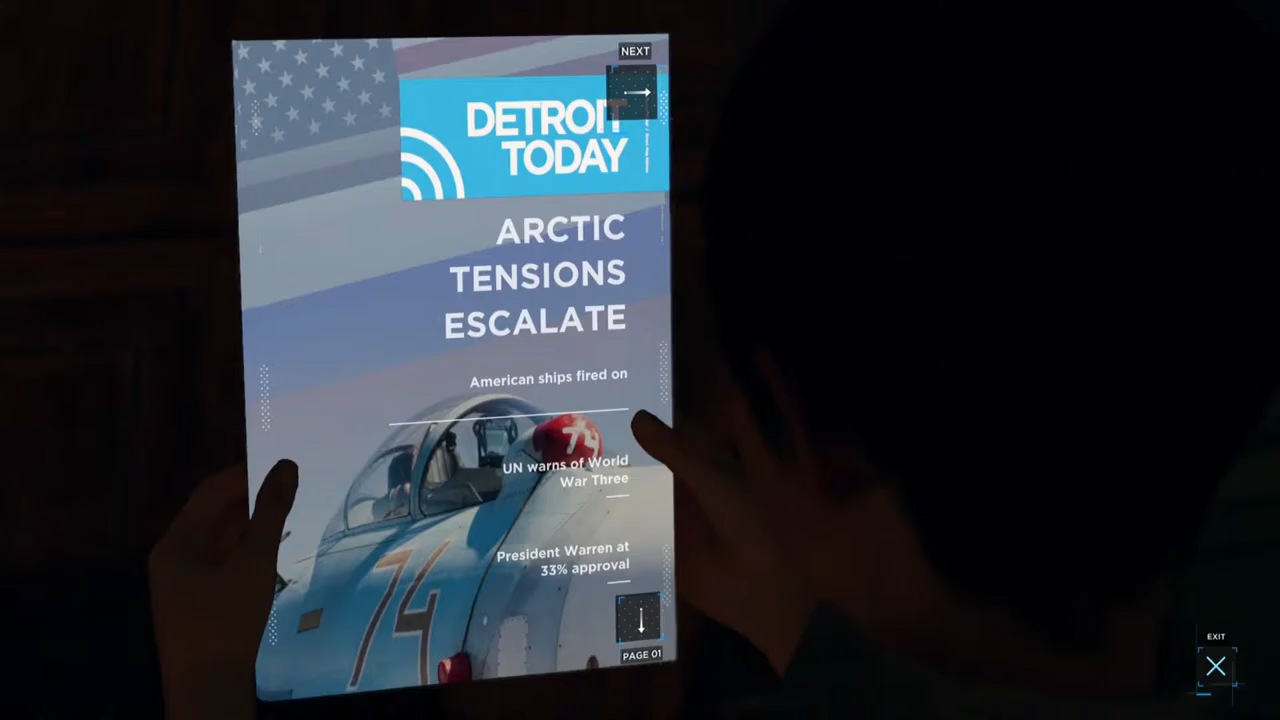 NEXT
DETROIT
TODAY
ARCTIC
TENSIONS
ESCALATE
American ships fired on
74
UN warns of World
War Three
President Warren at
33% approval
74
PAGE 01
EXIT